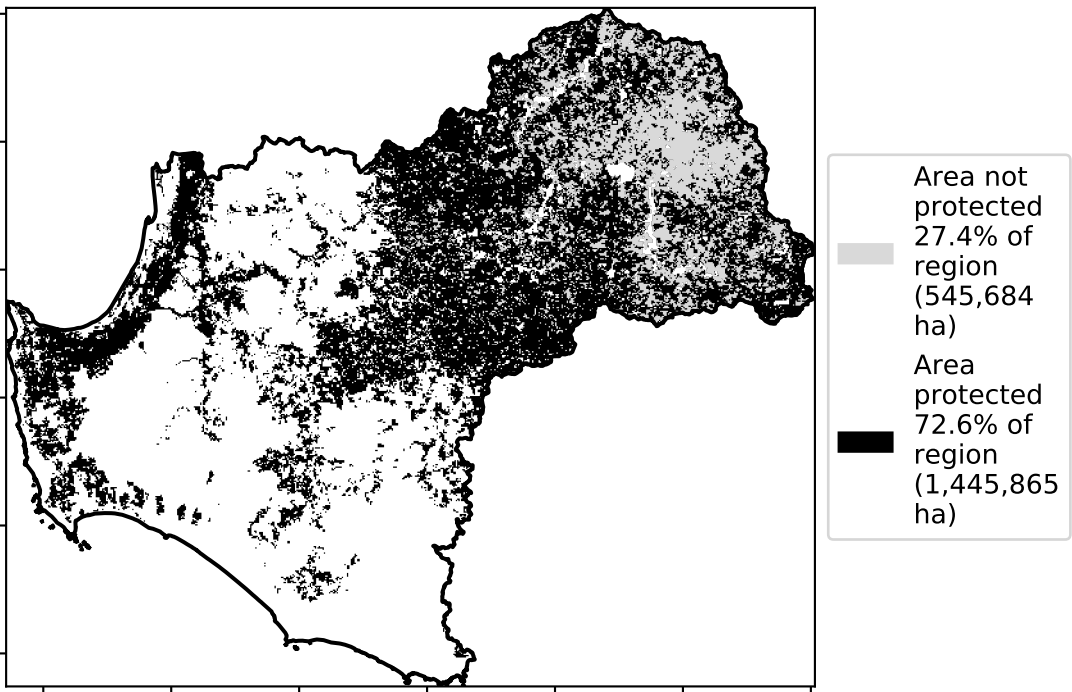 Area not
protected
27.4% of
region
(545,684
ha)
Area
protected
72.6% of
region
(1,445,865
ha)